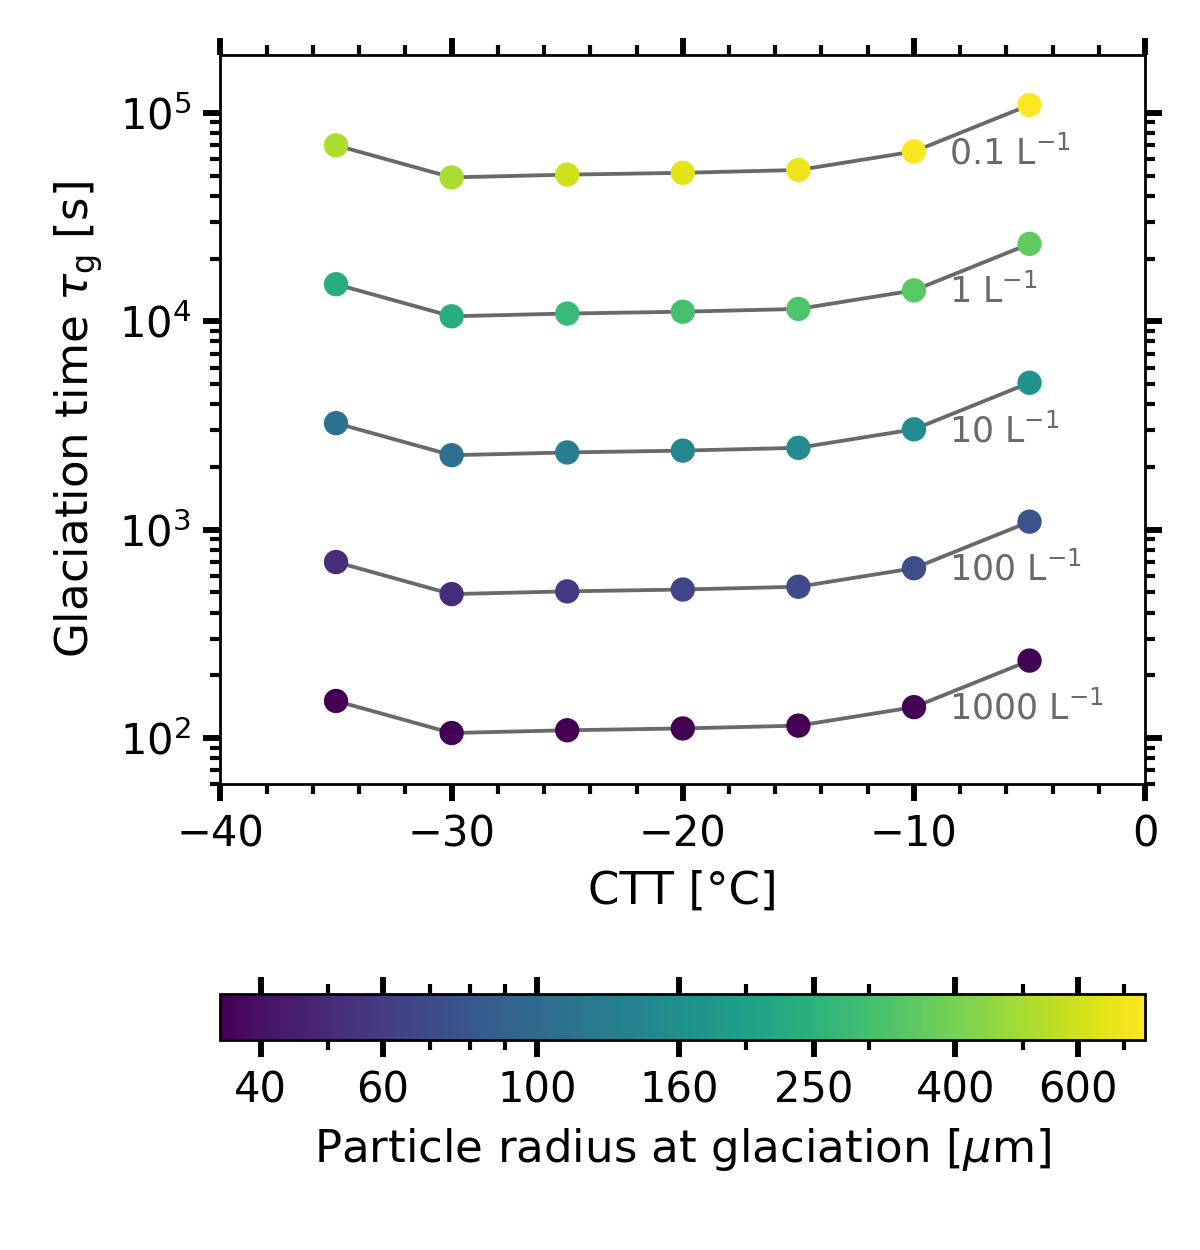 10⁵
10⁴
10³
10²
Glaciation time τg [s]
0.1 L⁻¹
1 L⁻¹
10 L⁻¹
100 L⁻¹
1000 L⁻¹
−40 −30 −20 −10 0
CTT [°C]
40 60 100 160 250 400 600
Particle radius at glaciation [μm]